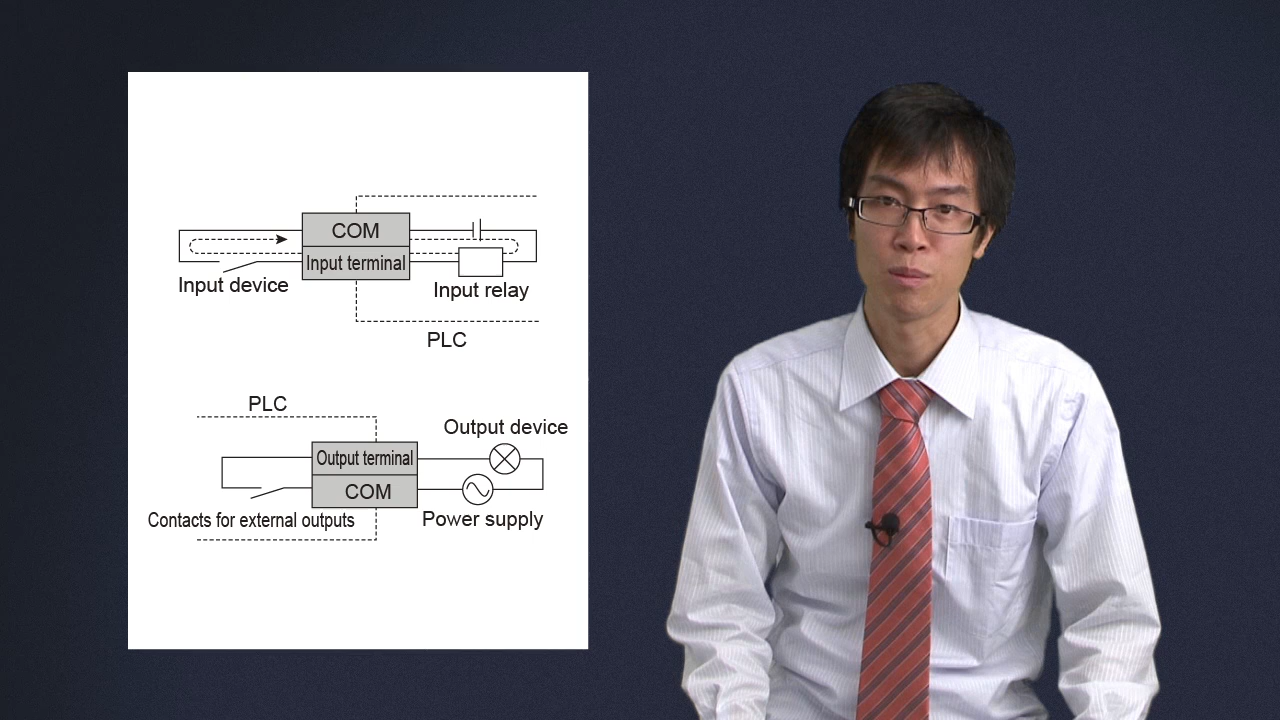 COM
Input terminal
Input device
Input relay
PLC
PLC
Output device
Output terminal
COM
Contacts for external outputs
Power supply